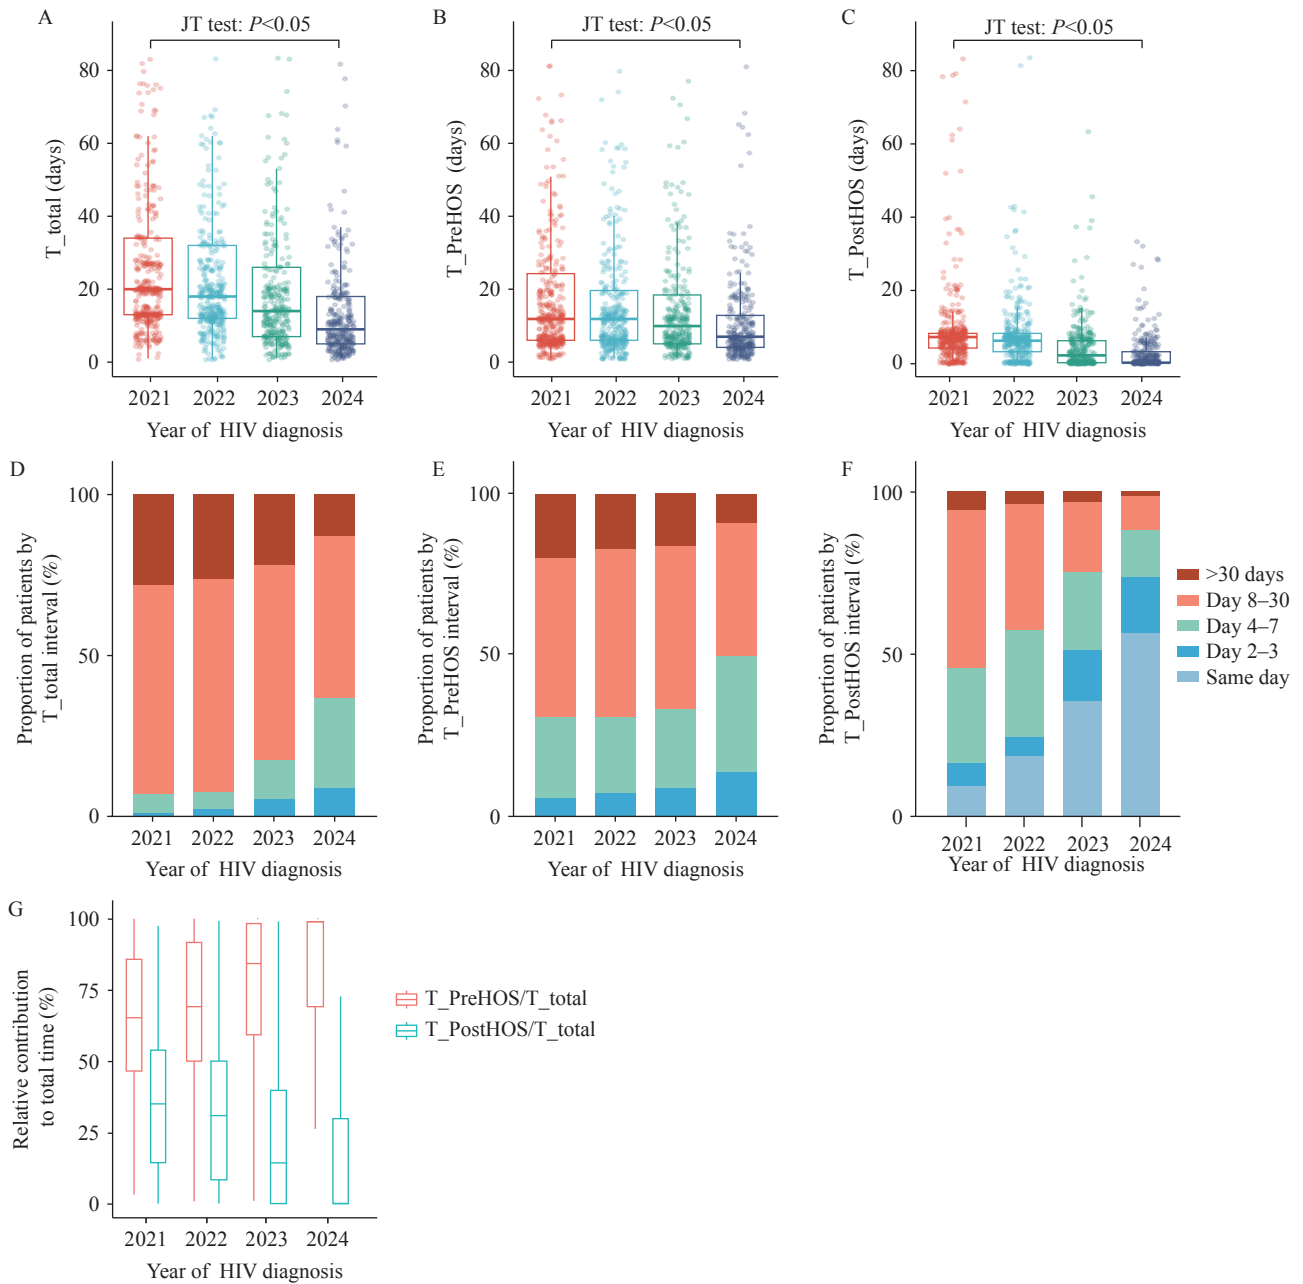 A
JT test: P<0.05
T_total (days)
80
60
40
20
0
2021 2022 2023 2024
Year of HIV diagnosis
B
JT test: P<0.05
T_PreHOS (days)
80
60
40
20
0
2021 2022 2023 2024
Year of HIV diagnosis
C
JT test: P<0.05
T_PostHOS (days)
80
60
40
20
0
2021 2022 2023 2024
Year of HIV diagnosis
D
Proportion of patients by
T_total interval (%)
100
50
0
2021 2022 2023 2024
Year of HIV diagnosis
E
Proportion of patients by
T_PreHOS interval (%)
100
50
0
2021 2022 2023 2024
Year of HIV diagnosis
F
Proportion of patients by
T_PostHOS interval (%)
100
50
0
2021 2022 2023 2024
Year of HIV diagnosis
>30 days
Day 8–30
Day 4–7
Day 2–3
Same day
G
Relative contribution
to total time (%)
100
75
50
25
0
2021 2022 2023 2024
Year of HIV diagnosis
T_PreHOS/T_total
T_PostHOS/T_total